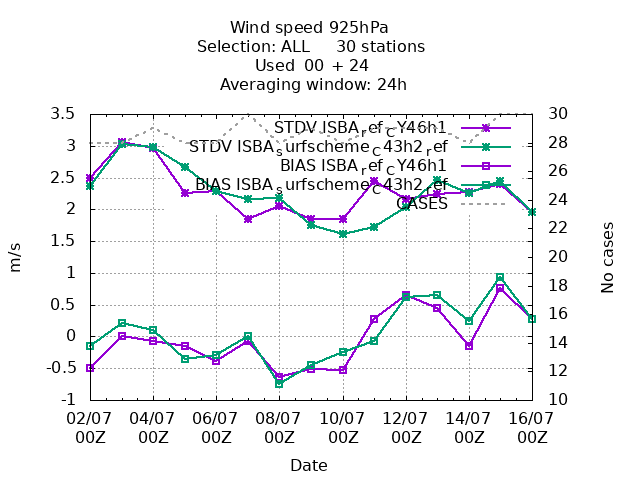 Wind speed 925hPa
Selection: ALL 30 stations
Used 00 + 24
Averaging window: 24h
3.5
3
2.5
2
1.5
1
0.5
0
-0.5
-1
m/s
30
28
26
24
22
20
18
16
14
12
10
No cases
STDV ISBA_ref_CY46h1
STDV ISBA_surfscheme_C43h2_ref
BIAS ISBA_ref_CY46h1
BIAS ISBA_surfscheme_C43h2_ref
CASES
02/07 04/07 06/07 08/07 10/07 12/07 14/07 16/07
00Z 00Z 00Z 00Z 00Z 00Z 00Z 00Z
Date